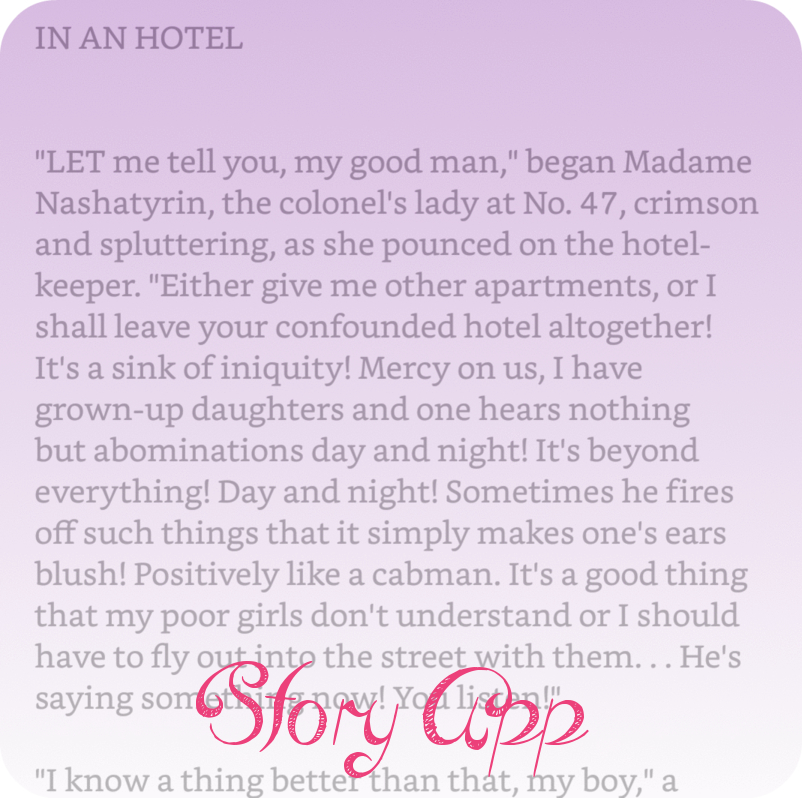 IN AN HOTEL
"LET me tell you, my good man," began Madame
Nashatyrin, the colonel's lady at No. 47, crimson
and spluttering, as she pounced on the hotel-
keeper. "Either give me other apartments, or I
shall leave your confounded hotel altogether!
It's a sink of iniquity! Mercy on us, I have
grown-up daughters and one hears nothing
but abominations day and night! It's beyond
everything! Day and night! Sometimes he fires
off such things that it simply makes one's ears
blush! Positively like a cabman. It's a good thing
that my poor girls don't understand or I should
have to fly out into the street with them. . . He's
saying something now! You listen!"
Story App
"I know a thing better than that, my boy," a